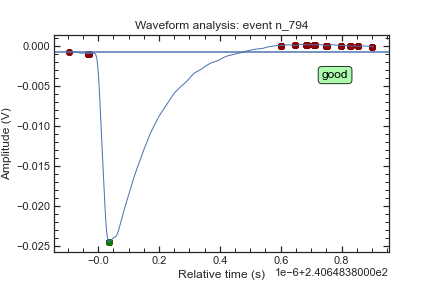 Waveform analysis: event n_794
0.000
−0.005
−0.010
−0.015
−0.020
−0.025
Amplitude (V)
good
−0.0
0.2
0.4
0.6
0.8
Relative time (s)
1e−6+2.4064838000e2